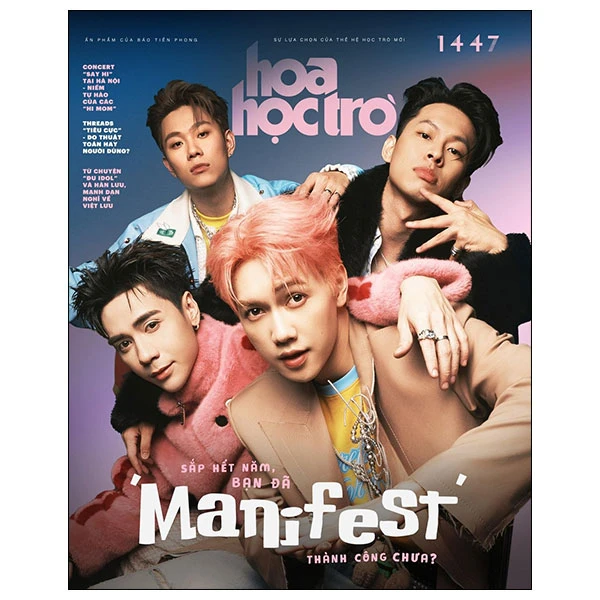 ẤN PHẨM CỦA BÁO TIỀN PHONG
SỰ LỰA CHỌN CỦA THẾ HỆ HỌC TRÒ MỚI
1447
hoa
học trò
CONCERT
"SAY HI"
TẠI HÀ NỘI
- NIỀM
TỰ HÀO
CỦA CÁC
"HI MOM"
THREADS
"TIÊU CỰC"
- DO THUẬT
TOÁN HAY
NGƯỜI DÙNG?
TỪ CHUYỆN
"ĐU IDOL"
VÀ HÀN LƯU,
MẠNH DẠN
NGHĨ VỀ
VIỆT LƯU
SẮP HẾT NĂM,
BẠN ĐÃ
'Manifest'
THÀNH CÔNG CHƯA?